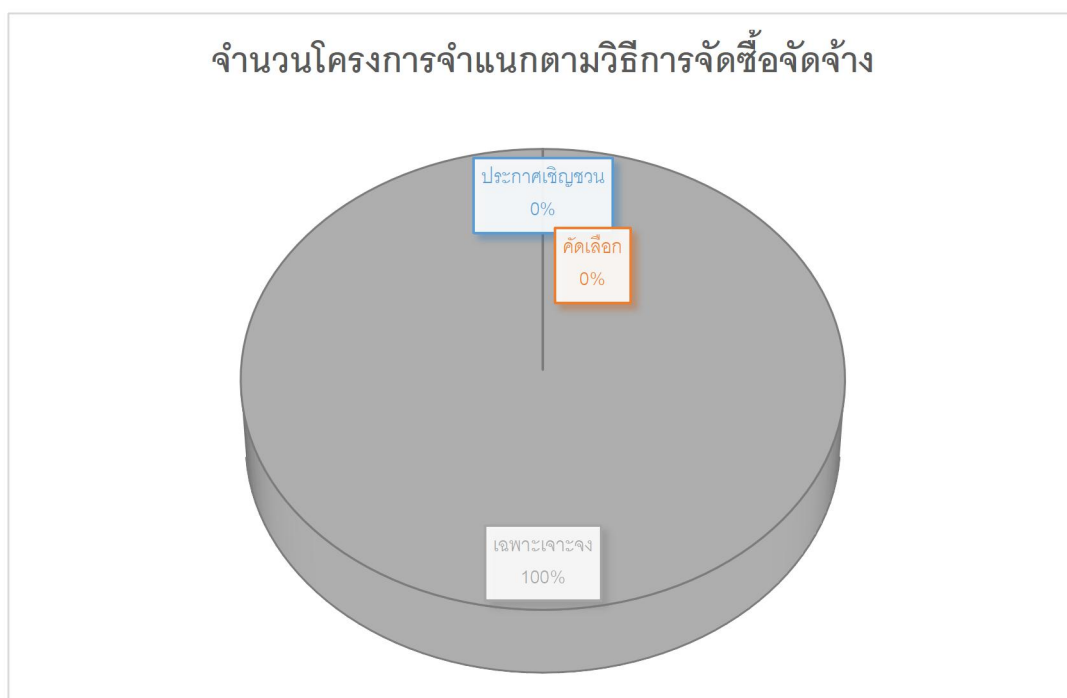 จำนวนโครงการจำแนกตามวิธีการจัดซื้อจัดจ้าง
ประกาศเชิญชวน
0%
คัดเลือก
0%
เฉพาะเจาะจง
100%